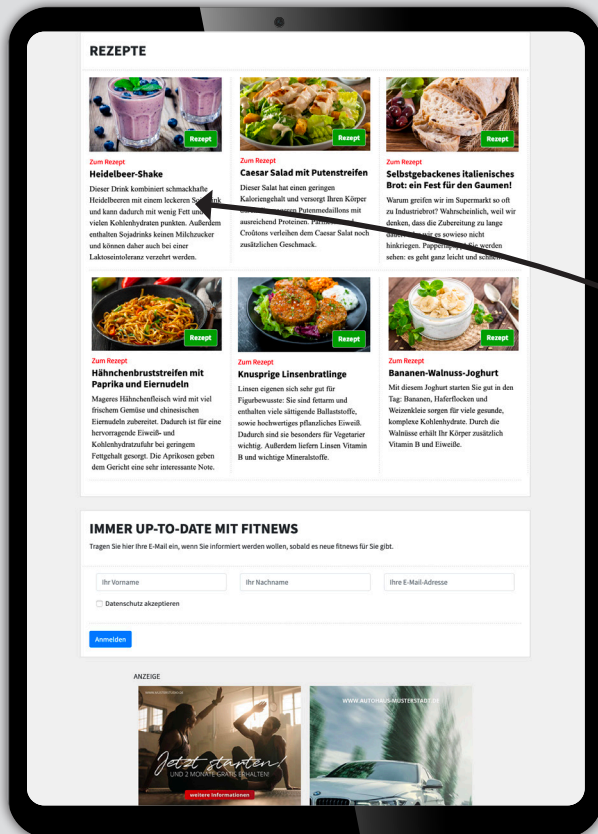 REZEPTE
Rezept
Zum Rezept
Heidelbeer-Shake
Dieser Drink kombiniert schmackhafte
Heidelbeeren mit einem leckeren
und kann dadurch mit wenig Fett und
vielen Kohlenhydraten punkten. Außerdem
enthalten Sojadrinks keinen Milchzucker
und können daher auch bei einer
Laktoseintoleranz verzehrt werden.
Rezept
Zum Rezept
Caesar Salad mit Putenstreifen
Dieser Salat hat einen geringen
Kaloriengehalt und versorgt Ihren Körper
Putenmedaillons mit
ausreichend Proteinen.
Croûtons verleihen dem Caesar Salat noch
zusätzlichen Geschmack.
Rezept
Zum Rezept
Selbstgebackenes italienisches
Brot: ein Fest für den Gaumen!
Warum greifen wir im Supermarkt so oft
zu Industriebrot? Wahrscheinlich, weil wir
denken, dass die Zubereitung zu lange
wir es sowieso nicht
hinkriegen. Sie werden
sehen: es geht ganz leicht und
Rezept
Zum Rezept
Hähnchenbruststreifen mit
Paprika und Eiernudeln
Mageres Hähnchenfleisch wird mit viel
frischem Gemüse und chinesischen
Eiernudeln zubereitet. Dadurch ist für eine
hervorragende Eiweiß- und
Kohlenhydratzufuhr bei geringem
Fettgehalt gesorgt. Die Aprikosen geben
dem Gericht eine sehr interessante Note.
Rezept
Zum Rezept
Knusprige Linsenbratlinge
Linsen eigenen sich sehr gut für
Figurbewusste: Sie sind fettarm und
enthalten viele sättigende Ballaststoffe,
sowie hochwertiges pflanzliches Eiweiß.
Dadurch sind sie besonders für Vegetarier
wichtig. Außerdem liefern Linsen Vitamin
B und wichtige Mineralstoffe.
Rezept
Zum Rezept
Bananen-Walnuss-Joghurt
Mit diesem Joghurt starten Sie gut in den
Tag: Bananen, Haferflocken und
Weizenkleie sorgen für viele gesunde,
komplexe Kohlenhydrate. Durch die
Walnüsse erhält Ihr Körper zusätzlich
Vitamin B und Eiweiße.
IMMER UP-TO-DATE MIT FITNEWS
Tragen Sie hier Ihre E-Mail ein, wenn Sie informiert werden wollen, sobald es neue fitnews für Sie gibt.
Ihr Vorname
Ihr Nachname
Ihre E-Mail-Adresse
Datenschutz akzeptieren
Anmelden
ANZEIGE
Jetzt starten!
UND 2 MONATE GRATIS ERHALTEN!
weitere Informationen
WWW.AUTOHAUS-MUSTERSTADT.DE